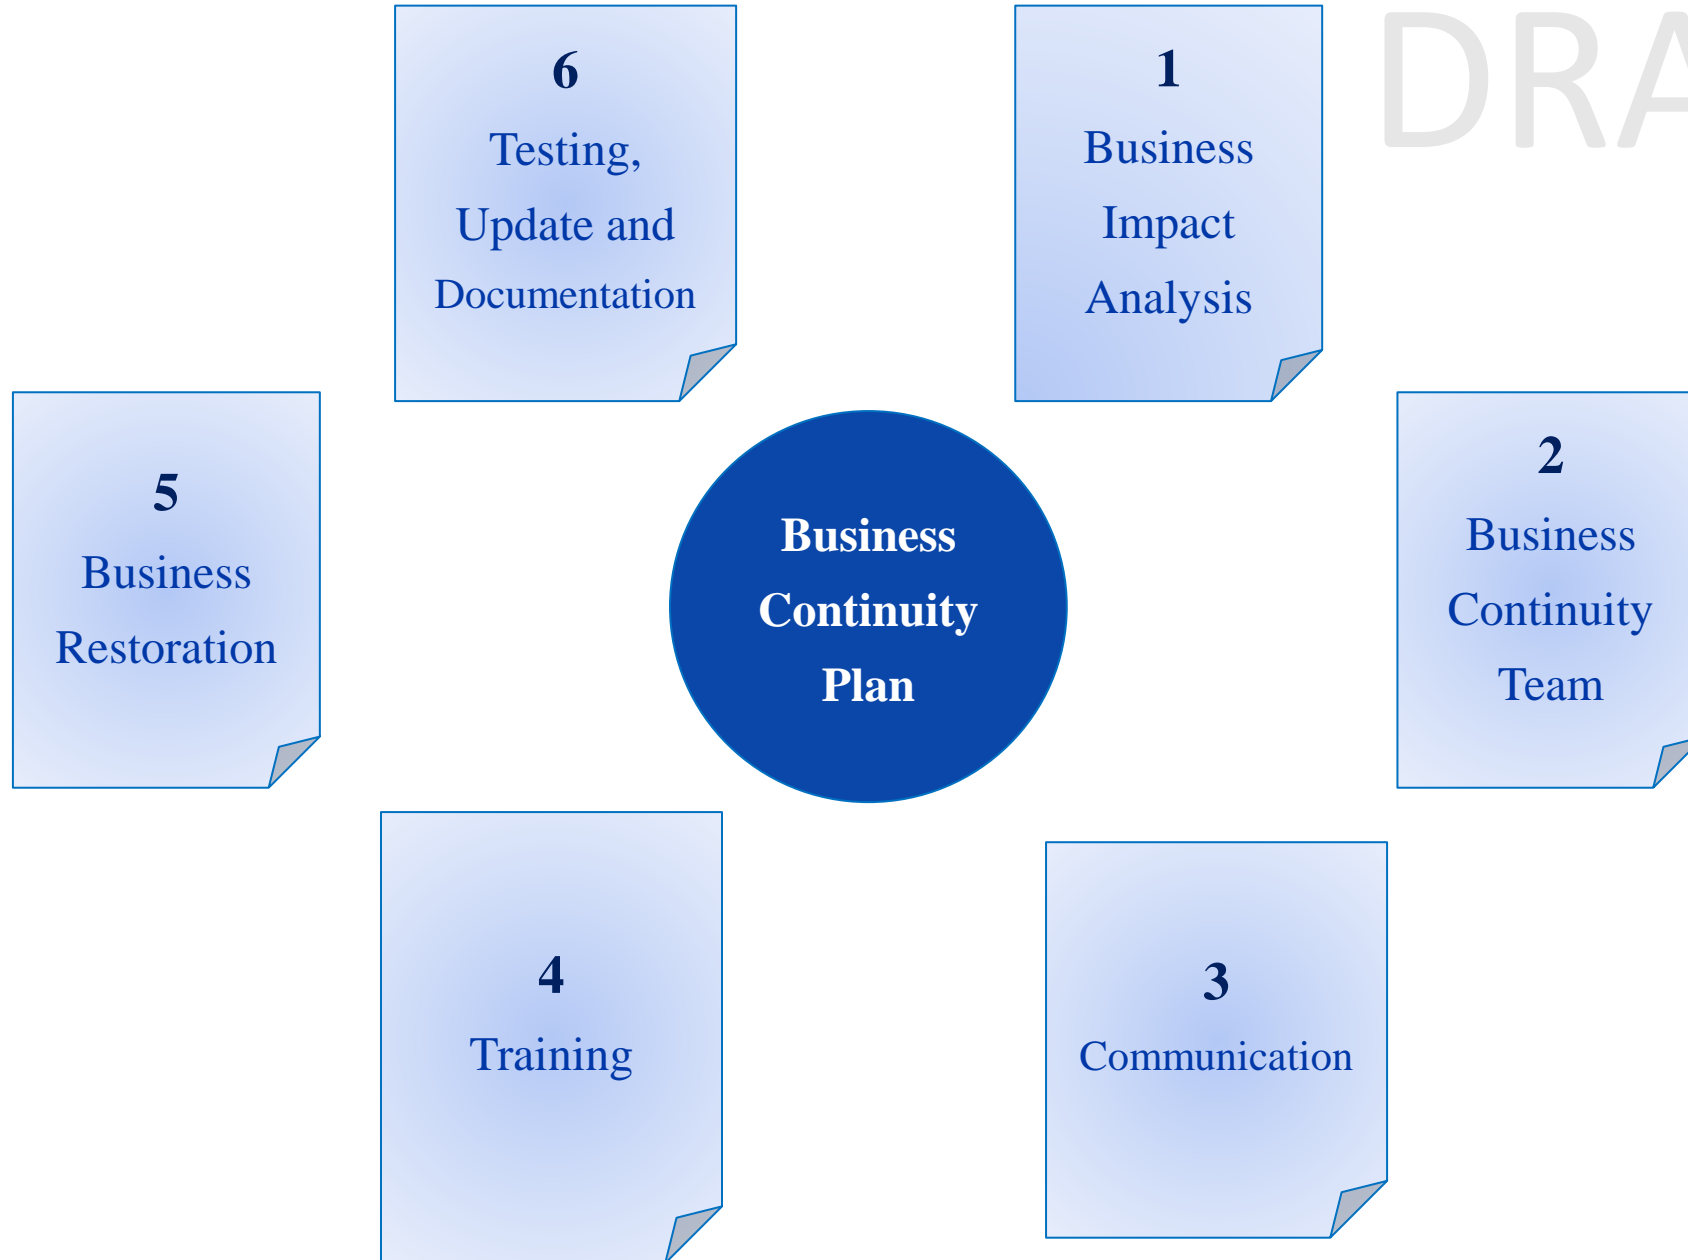 DRA
6
Testing,
Update and
Documentation
1
Business
Impact
Analysis
5
Business
Restoration
Business
Continuity
Plan
2
Business
Continuity
Team
4
Training
3
Communication